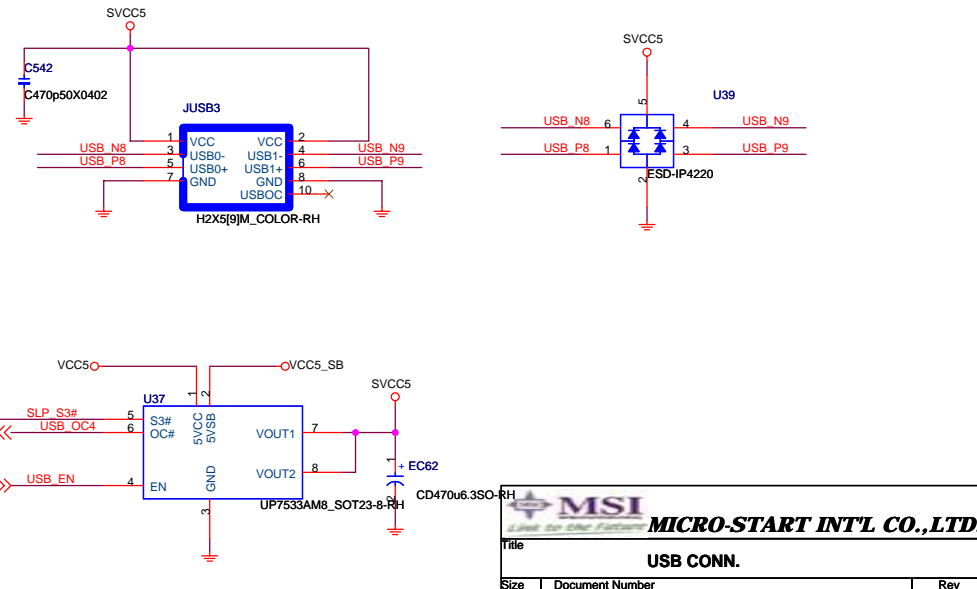 SVCC5
C542
C470p50X0402
JUSB3
1 VCC VCC 2
USB_N8 3 USB0- USB1- 4 USB_N9
USB_P8 5 USB0+ USB1+ 6 USB_P9
7 GND GND 8
USBOC 10
H2X5[9]M_COLOR-RH
SVCC5
5
U39
USB_N8 6 4 USB_N9
USB_P8 1 3 USB_P9
2 ESD-IP4220
VCC5 VCC5_SB
SVCC5
U37 1 2
SLP_S3# 5 S3# 5VCC 5VSB
USB_OC4 6 OC# VOUT1 7
VOUT2 8
USB_EN 4 EN GND
3
UP7533AM8_SOT23-8-RH
1 + EC62
2 CD470u6.3SO-RH
MSI
Link to the Future
MICRO-START INT'L CO.,LTD.
Title
USB CONN.
Size Document Number Rev